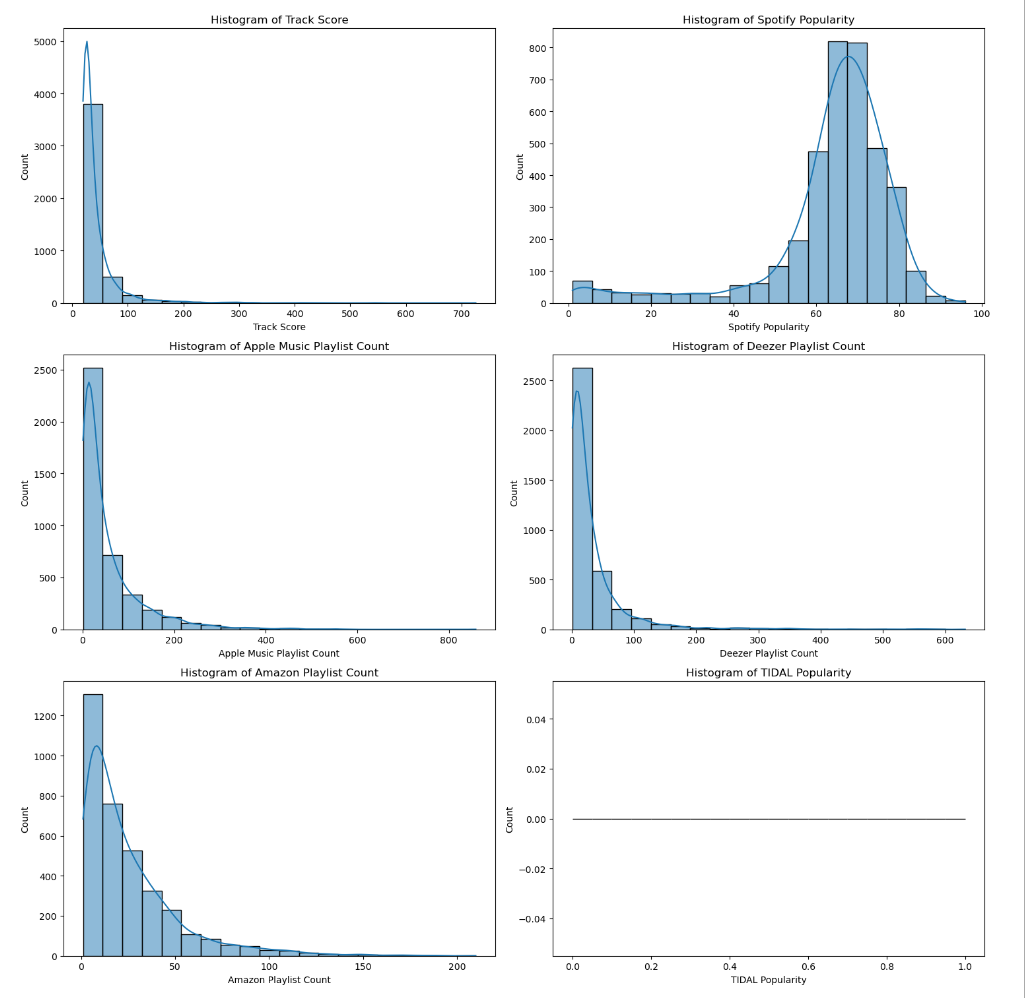 Histogram of Track Score
5000
4000
3000
2000
1000
0
Count
0 100 200 300 400 500 600 700
Track Score
Histogram of Spotify Popularity
800
700
600
500
400
300
200
100
0
Count
0 20 40 60 80 100
Spotify Popularity
Histogram of Apple Music Playlist Count
2500
2000
1500
1000
500
0
Count
0 200 400 600 800
Apple Music Playlist Count
Histogram of Deezer Playlist Count
2500
2000
1500
1000
500
0
Count
0 100 200 300 400 500 600
Deezer Playlist Count
Histogram of Amazon Playlist Count
1200
1000
800
600
400
200
0
Count
0 50 100 150 200
Amazon Playlist Count
Histogram of TIDAL Popularity
0.04
0.02
0.00
−0.02
−0.04
Count
0.0 0.2 0.4 0.6 0.8 1.0
TIDAL Popularity